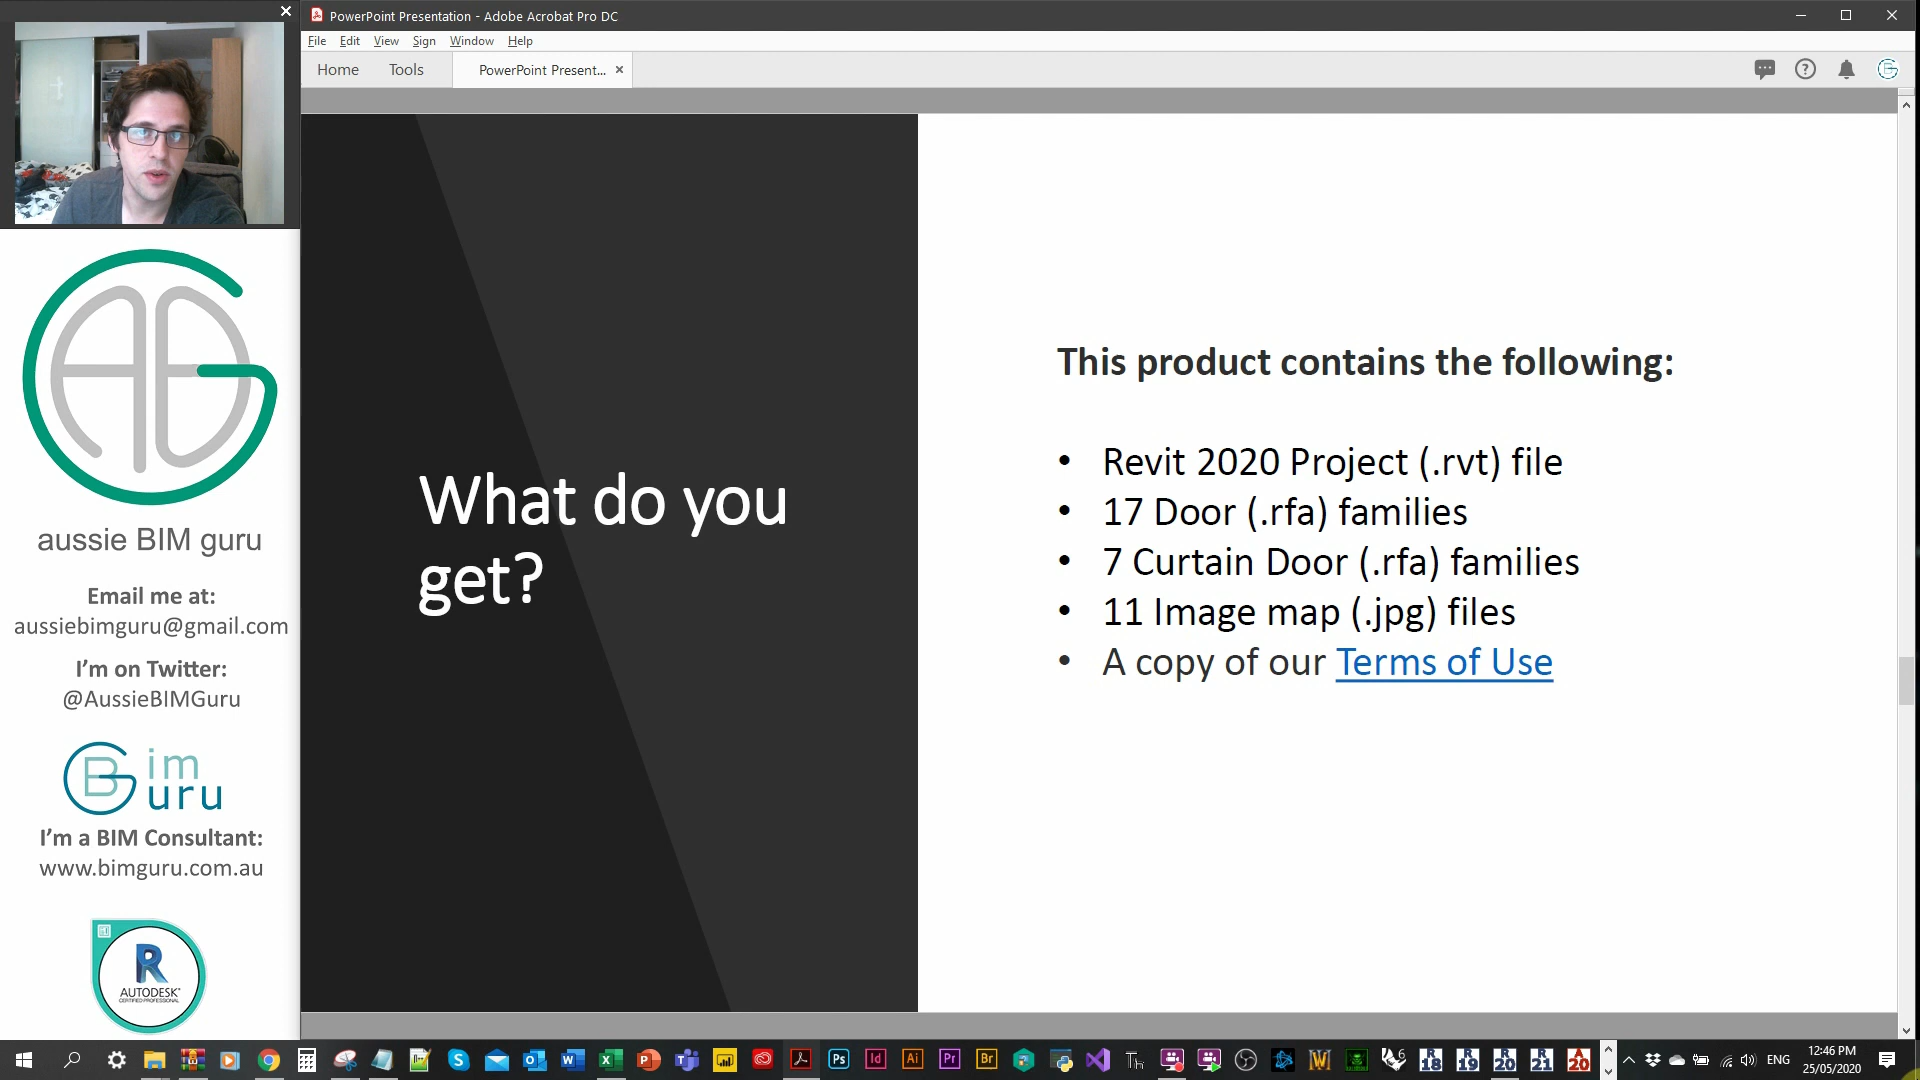 PowerPoint Presentation - Adobe Acrobat Pro DC
File Edit View Sign Window Help
Home Tools PowerPoint Present...
What do you
get?
This product contains the following:
• Revit 2020 Project (.rvt) file
• 17 Door (.rfa) families
• 7 Curtain Door (.rfa) families
• 11 Image map (.jpg) files
• A copy of our Terms of Use
aussie BIM guru
Email me at:
aussiebimguru@gmail.com
I'm on Twitter:
@AussieBIMGuru
BG im
uru
I'm a BIM Consultant:
www.bimguru.com.au
R
AUTODESK
CERTIFIED PROFESSIONAL
ENG
12:46 PM
25/05/2020